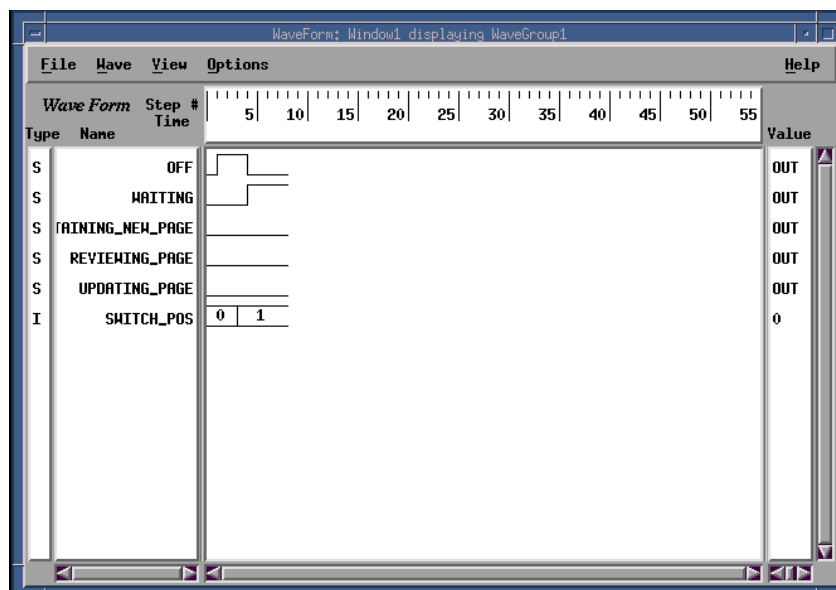 WaveForm: Window1 displaying WaveGroup1
File Wave View Options Help
Wave Form Step #
Time
5 10 15 20 25 30 35 40 45 50 55
Type Name Value
S OFF OUT
S WAITING OUT
S TAINING_NEW_PAGE OUT
S REVIEWING_PAGE OUT
S UPDATING_PAGE OUT
I SWITCH_POS 0 1 0